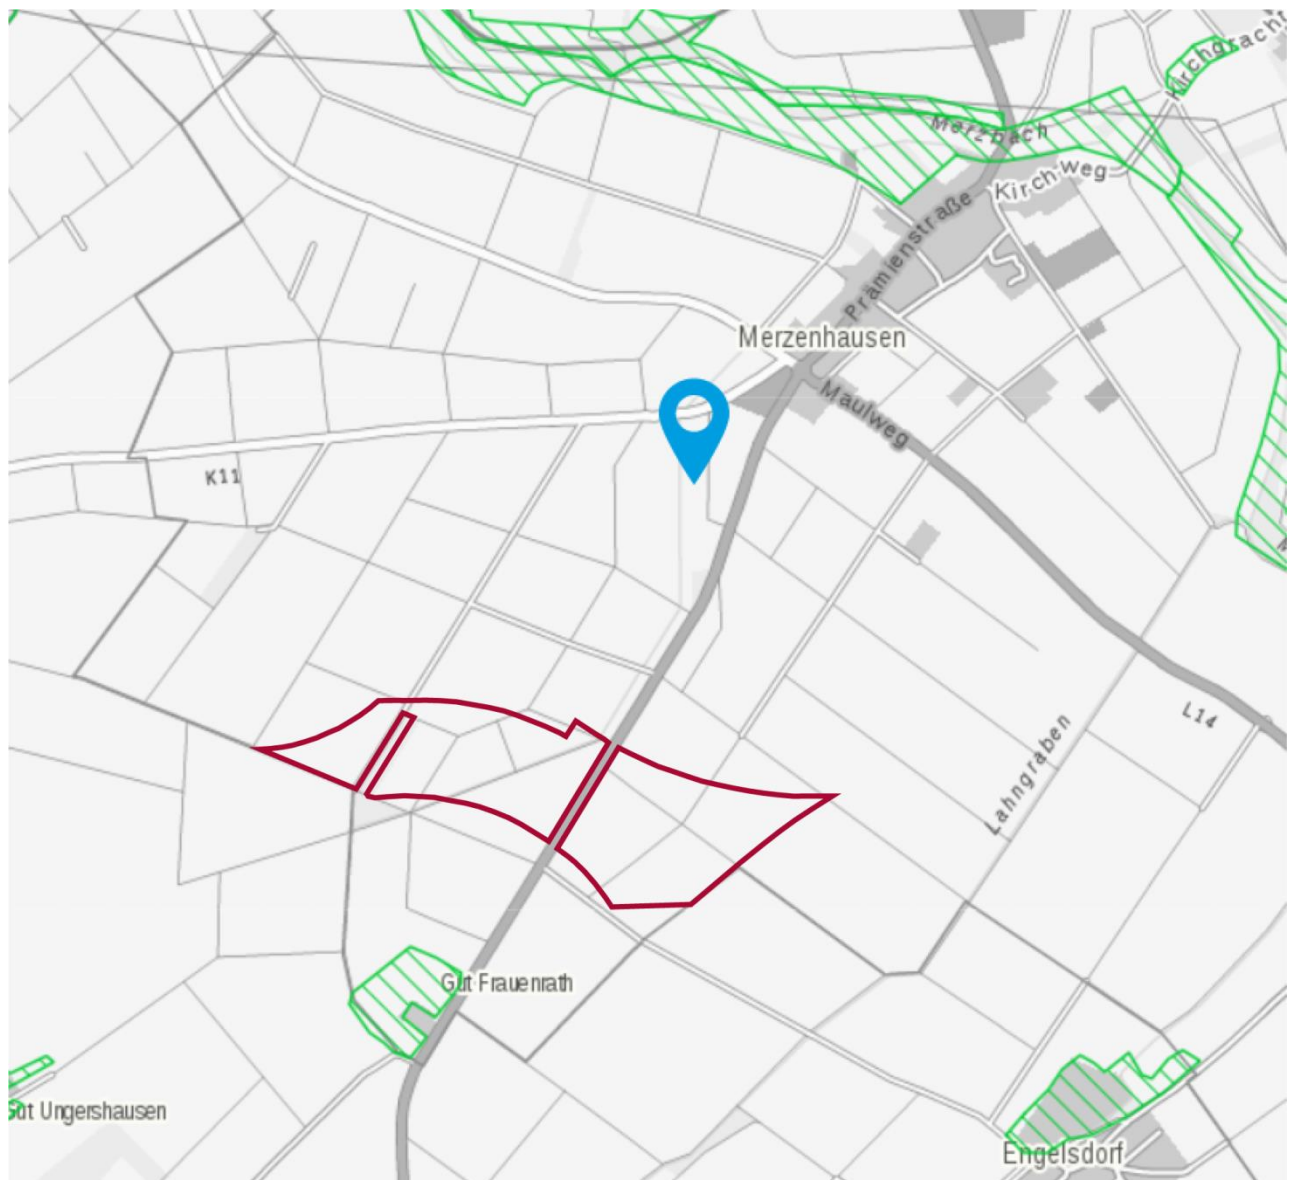 Kirchgracht
Merzbach
Kirch-Weg
Prämienstraße
Merzenhausen
Maulweg
K11
L14
Lahngraben
Gut Frauenrath
Gut Ungershausen
Engelsdorf